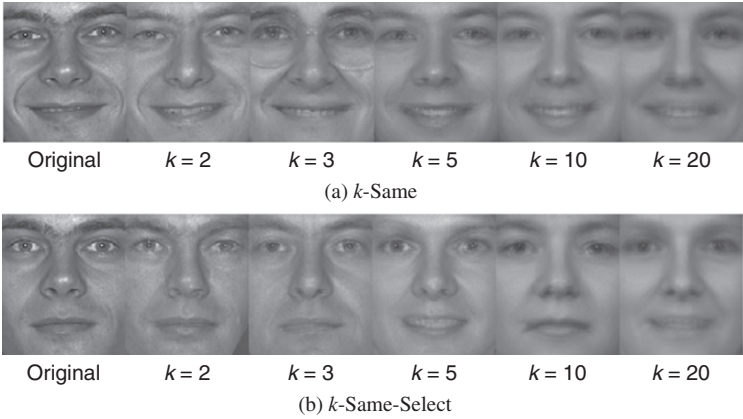 Original k = 2 k = 3 k = 5 k = 10 k = 20
(a) k-Same
Original k = 2 k = 3 k = 5 k = 10 k = 20
(b) k-Same-Select